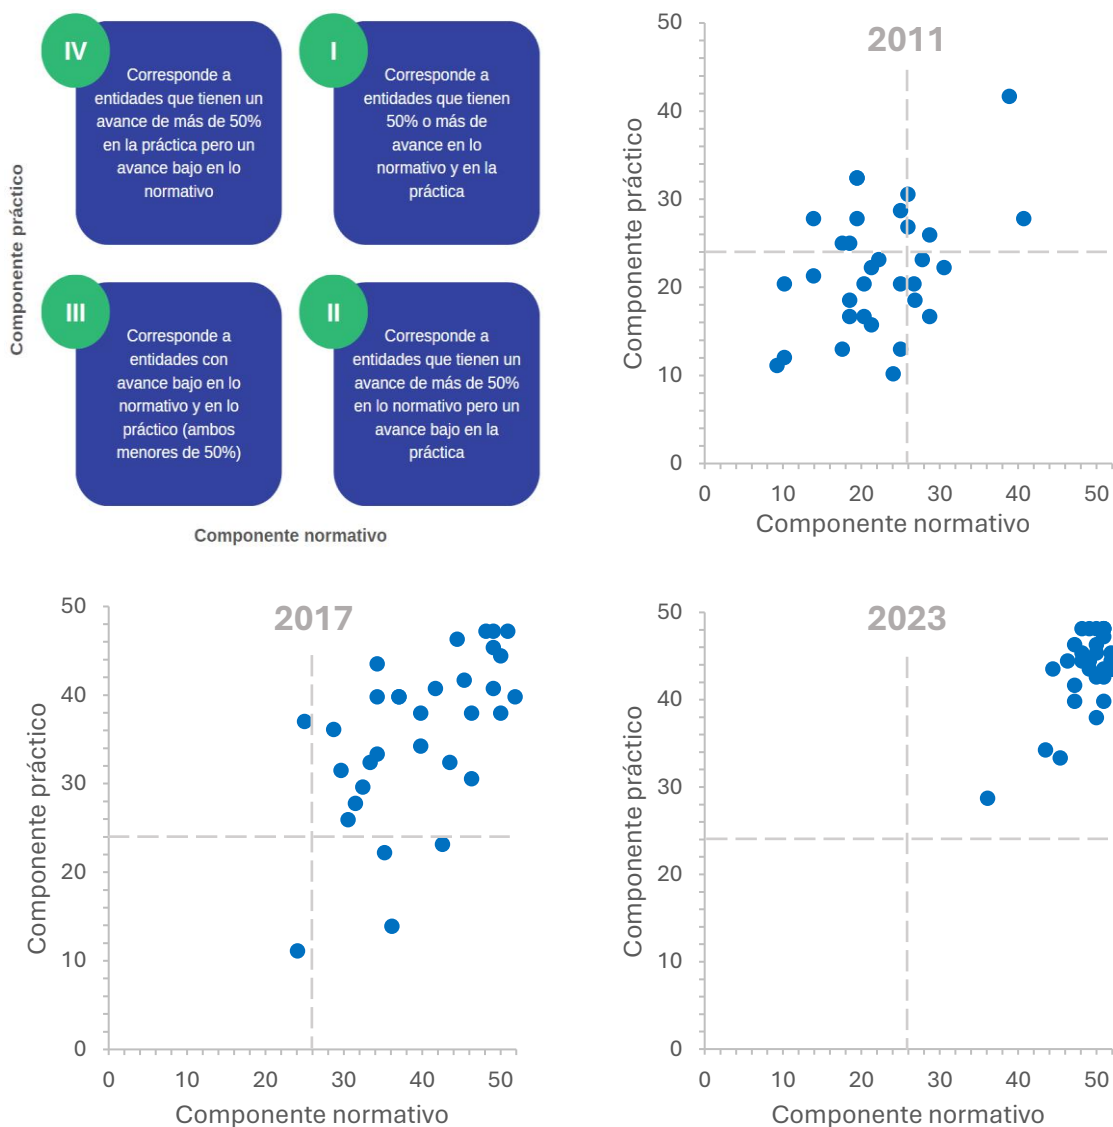 IV
Corresponde a
entidades que tienen un
avance de más de 50%
en la práctica pero un
avance bajo en lo
normativo
I
Corresponde a
entidades que tienen
50% o más de
avance en lo
normativo y en la
práctica
III
Corresponde a
entidades con
avance bajo en lo
normativo y en lo
práctico (ambos
menores de 50%)
II
Corresponde a
entidades que tienen un
avance de más de 50%
en lo normativo pero un
avance bajo en la
práctica
Componente práctico
Componente normativo
2011
50
40
30
20
10
0
0 10 20 30 40 50
Componente práctico
Componente normativo
2017
50
40
30
20
10
0
0 10 20 30 40 50
Componente práctico
Componente normativo
2023
50
40
30
20
10
0
0 10 20 30 40 50
Componente práctico
Componente normativo